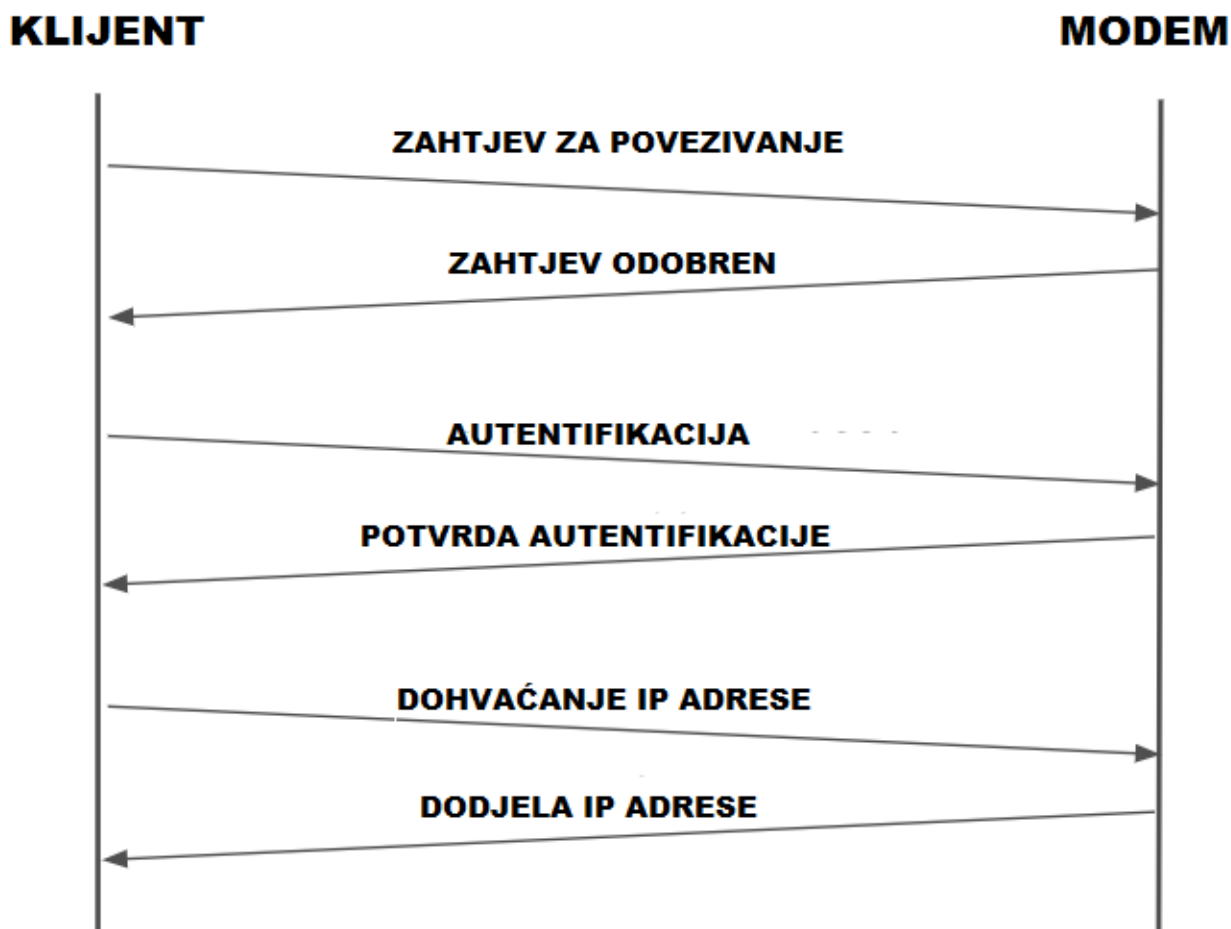 KLIJENT
MODEM
ZAHTJEV ZA POVEZIVANJE
ZAHTJEV ODOBREN
AUTENTIFIKACIJA
POTVRDA AUTENTIFIKACIJE
DOHVAĆANJE IP ADRESE
DODJELA IP ADRESE